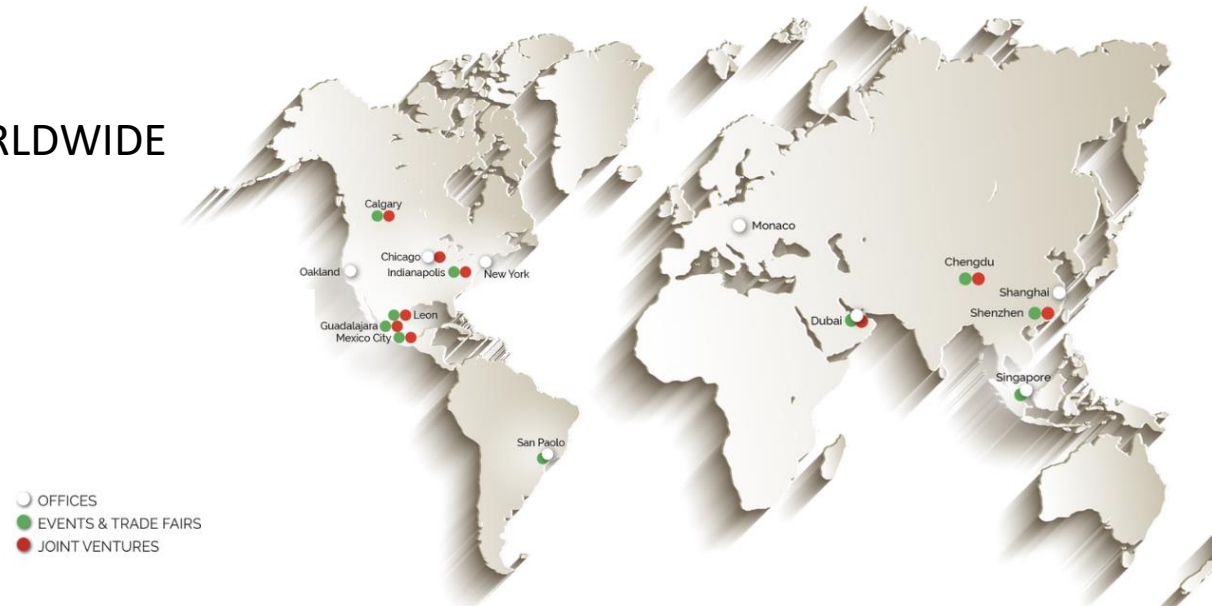 RLDWIDE
Calgary
Chicago
Indianapolis
New York
Oakland
Leon
Guadalajara
Mexico City
San Paolo
Monaco
Dubai
Chengdu
Shanghai
Shenzhen
Singapore
OFFICES
EVENTS & TRADE FAIRS
JOINT VENTURES